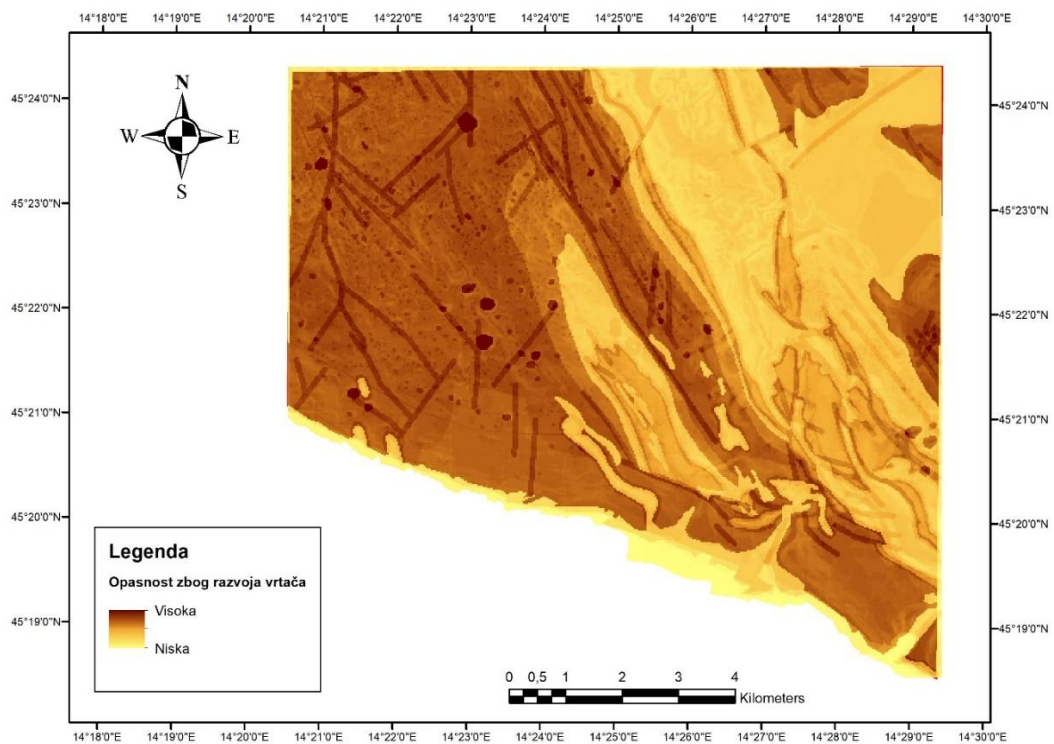 14°18'0"E 14°19'0"E 14°20'0"E 14°21'0"E 14°22'0"E 14°23'0"E 14°24'0"E 14°25'0"E 14°26'0"E 14°27'0"E 14°28'0"E 14°29'0"E 14°30'0"E
N
W E
S
45°24'0"N 45°24'0"N
45°23'0"N 45°23'0"N
45°22'0"N 45°22'0"N
45°21'0"N 45°21'0"N
45°20'0"N 45°20'0"N
45°19'0"N 45°19'0"N
Legenda
Opasnost zbog razvoja vrtača
Visoka
Niska
0 0,5 1 2 3 4
Kilometers
14°18'0"E 14°19'0"E 14°20'0"E 14°21'0"E 14°22'0"E 14°23'0"E 14°24'0"E 14°25'0"E 14°26'0"E 14°27'0"E 14°28'0"E 14°29'0"E 14°30'0"E